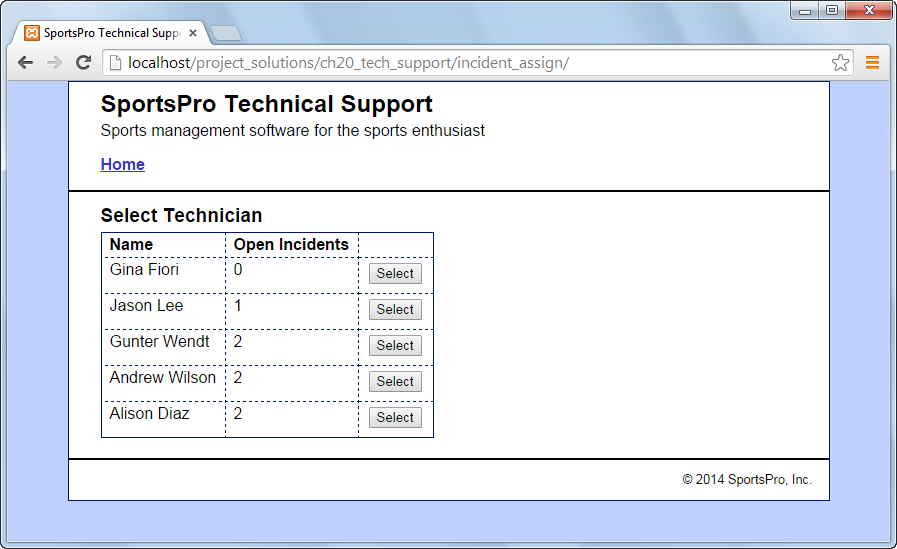 SportsPro Technical Supp
localhost/project_solutions/ch20_tech_support/incident_assign/
SportsPro Technical Support
Sports management software for the sports enthusiast
Home
Select Technician
Name Open Incidents
Gina Fiori 0 Select
Jason Lee 1 Select
Gunter Wendt 2 Select
Andrew Wilson 2 Select
Alison Diaz 2 Select
© 2014 SportsPro, Inc.